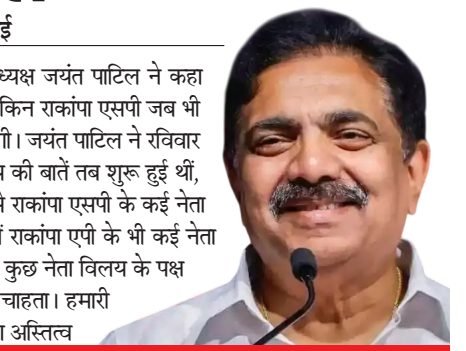 ई
ध्यक्ष जयंत पाटिल ने कहा
किन राकांपा एसपी जब भी
गी। जयंत पाटिल ने रविवार
की बातें तब शुरू हुई थीं,
राकांपा एसपी के कई नेता
राकांपा एपी के भी कई नेता
कुछ नेता विलय के पक्ष
चाहता। हमारी
अस्तित्व